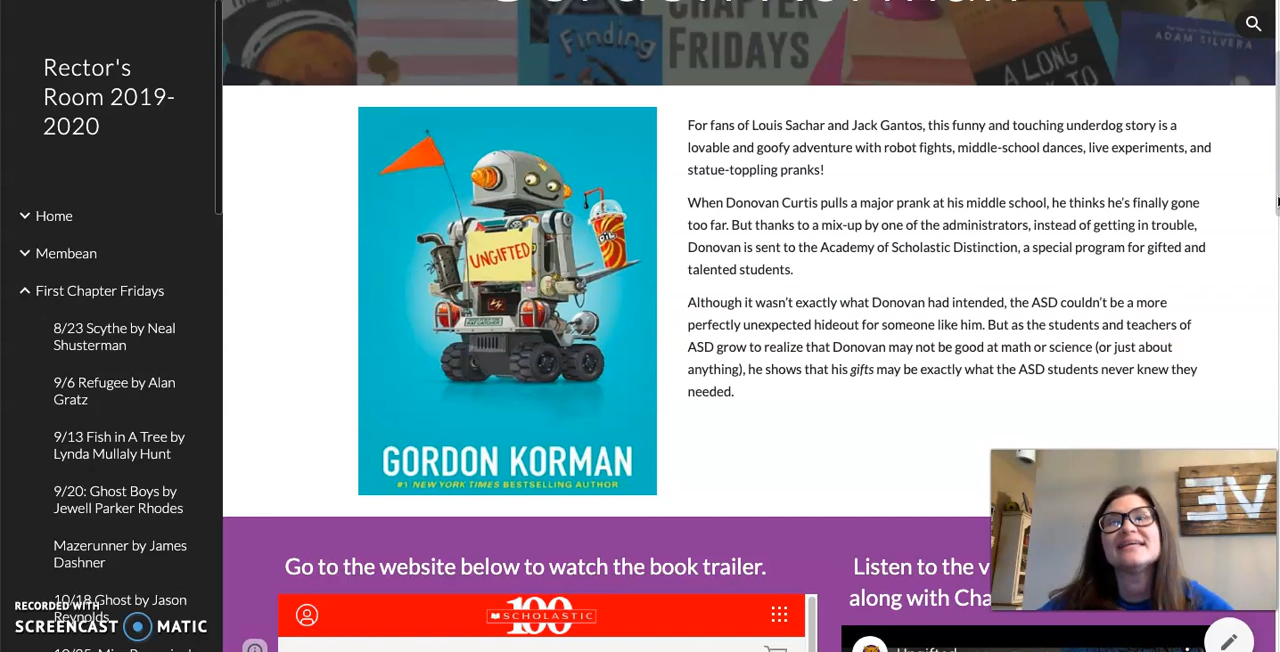 CHAPTER
FRIDAYS
Finding
A LONG
ADAM SILVERA
Rector's
Room 2019-
2020
Home
Membean
First Chapter Fridays
8/23 Scythe by Neal
Shusterman
9/6 Refugee by Alan
Gratz
9/13 Fish in A Tree by
Lynda Mullaly Hunt
9/20: Ghost Boys by
Jewell Parker Rhodes
Mazerunner by James
Dashner
10/18 Ghost by Jason
Reynolds
RECORDED WITH
SCREENCAST MATIC
UNGIFTED
GORDON KORMAN
#1 NEW YORK TIMES BESTSELLING AUTHOR
For fans of Louis Sachar and Jack Gantos, this funny and touching underdog story is a
lovable and goofy adventure with robot fights, middle-school dances, live experiments, and
statue-toppling pranks!
When Donovan Curtis pulls a major prank at his middle school, he thinks he's finally gone
too far. But thanks to a mix-up by one of the administrators, instead of getting in trouble,
Donovan is sent to the Academy of Scholastic Distinction, a special program for gifted and
talented students.
Although it wasn't exactly what Donovan had intended, the ASD couldn't be a more
perfectly unexpected hideout for someone like him. But as the students and teachers of
ASD grow to realize that Donovan may not be good at math or science (or just about
anything), he shows that his gifts may be exactly what the ASD students never knew they
needed.
Go to the website below to watch the book trailer.
100
SCHOLASTIC
Listen to the v
along with Cha
Ungifted
EV